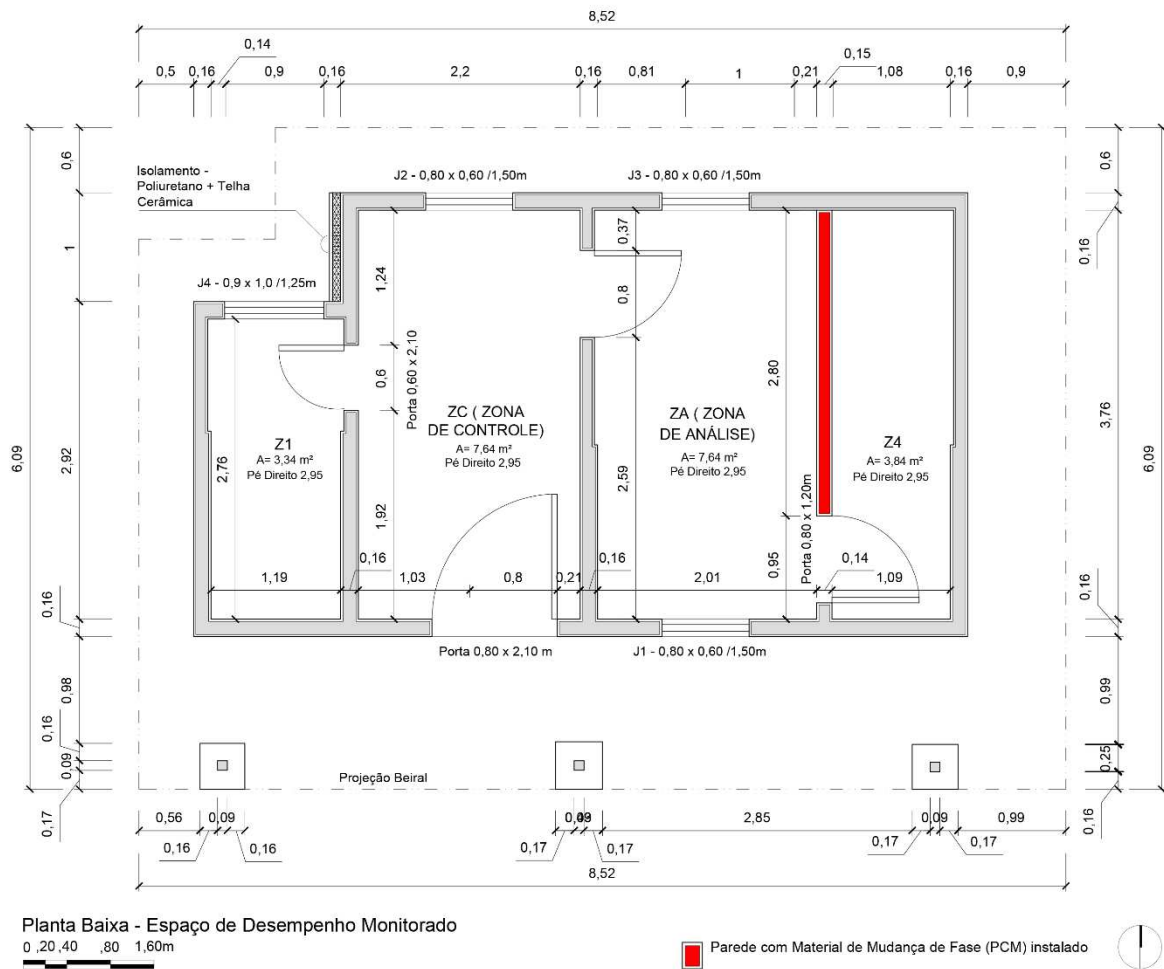 8,52
0,14
0,15
0,5 0,16 0,9 0,16 2,2 0,16 0,81 1 0,21 1,08 0,16 0,9
0,6
0,6
Isolamento -
Poliuretano + Telha
Cerâmica
J2 - 0,80 x 0,60 /1,50m
J3 - 0,80 x 0,60 /1,50m
1
0,37
0,16
J4 - 0,9 x 1,0 /1,25m
1,24
0,8
0,6
Porta 0,60 x 2,10
2,80
ZC ( ZONA
DE CONTROLE)
A= 7,64 m²
Pé Direito 2,95
ZA ( ZONA
DE ANÁLISE)
A= 7,64 m²
Pé Direito 2,95
Z1
A= 3,34 m²
Pé Direito 2,95
Z4
A= 3,84 m²
Pé Direito 2,95
6,09
2,92
2,76
2,59
3,76
6,09
1,92
Porta 0,80 x 1,20m
0,95
0,16
0,16
0,14
1,19 1,03 0,8 0,21 2,01 1,09
0,16
0,16
Porta 0,80 x 2,10 m
J1 - 0,80 x 0,60 /1,50m
0,98
0,99
0,16
0,09
0,25
Projeção Beiral
0,17
0,16
0,56 0,09 2,85 0,09 0,99
0,16 0,16 0,17 0,17 0,17 0,17
8,52
Planta Baixa - Espaço de Desempenho Monitorado
0 ,20 ,40 ,80 1,60m
Parede com Material de Mudança de Fase (PCM) instalado